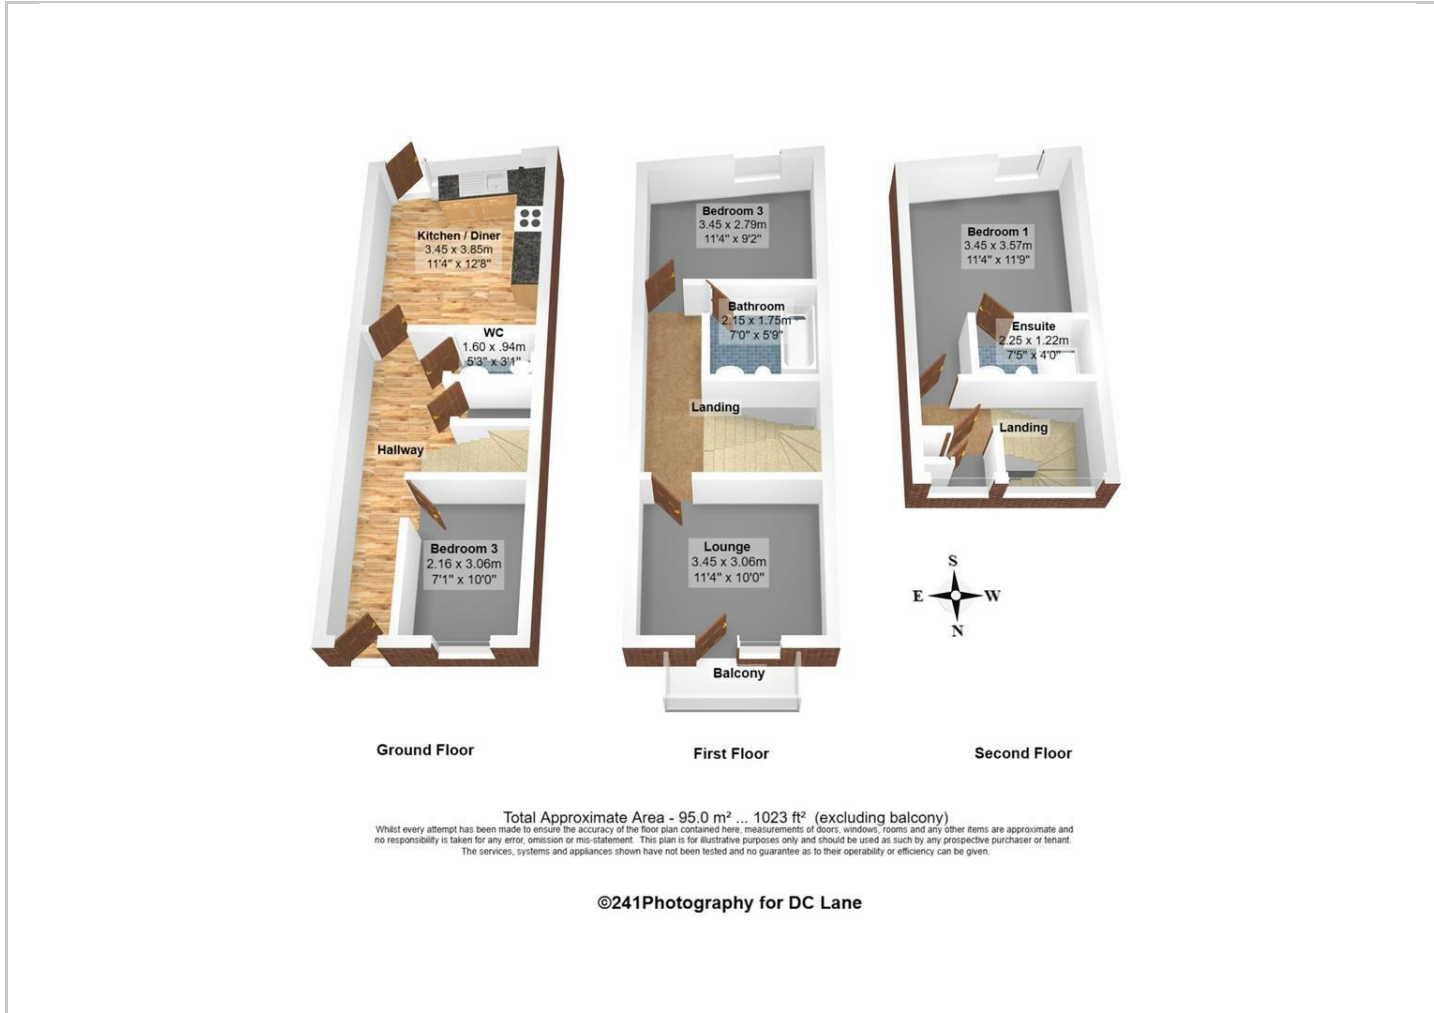 Kitchen / Diner
3.45 x 3.85m
11'4" x 12'8"
WC
1.60 x .94m
5'3" x 3'1"
Hallway
Bedroom 3
2.16 x 3.06m
7'1" x 10'0"
Ground Floor
Bedroom 3
3.45 x 2.79m
11'4" x 9'2"
Bathroom
2.15 x 1.75m
7'0" x 5'9"
Landing
Lounge
3.45 x 3.06m
11'4" x 10'0"
Balcony
First Floor
Bedroom 1
3.45 x 3.57m
11'4" x 11'9"
Ensuite
2.25 x 1.22m
7'5" x 4'0"
Landing
S
E W
N
Second Floor
Total Approximate Area - 95.0 m² ... 1023 ft² (excluding balcony)
Whilst every attempt has been made to ensure the accuracy of the floor plan contained here, measurements of doors, windows, rooms and any other items are approximate and
no responsibility is taken for any error, omission or mis-statement. This plan is for illustrative purposes only and should be used as such by any prospective purchaser or tenant.
The services, systems and appliances shown have not been tested and no guarantee as to their operability or efficiency can be given.
©241Photography for DC Lane